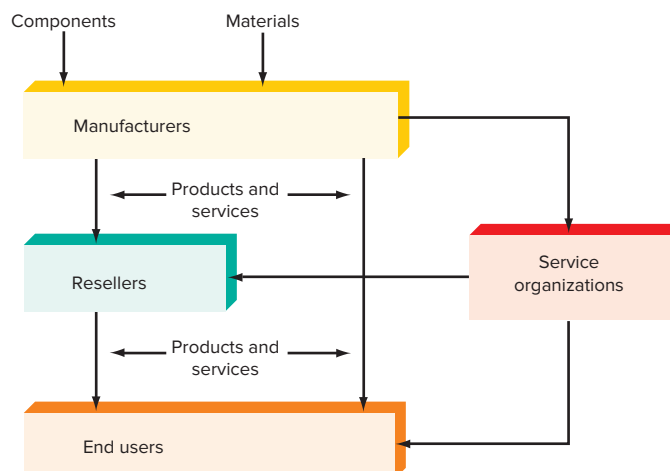 Components
Materials
Manufacturers
Products and
services
Resellers
Service
organizations
Products and
services
End users